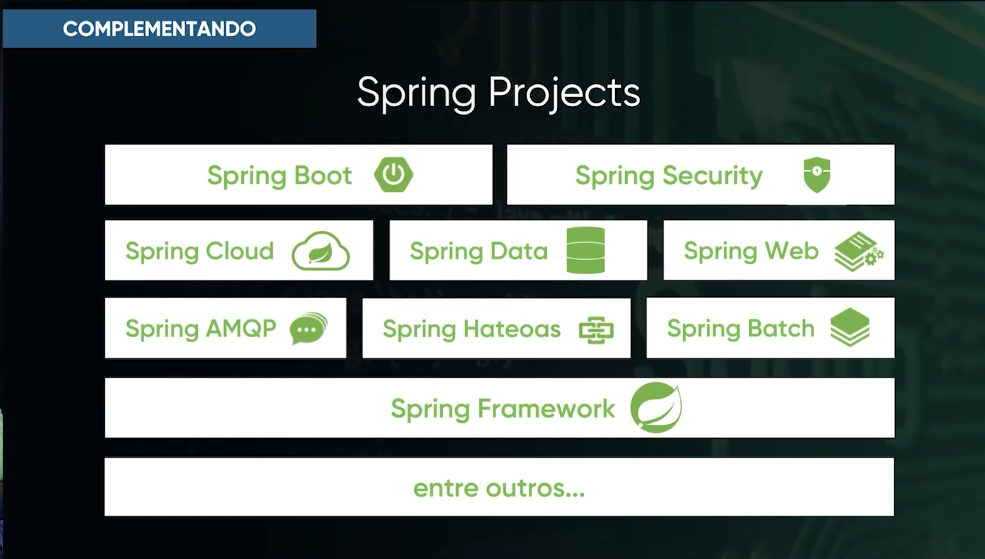 COMPLEMENTANDO
Spring Projects
Spring Boot
Spring Security
Spring Cloud
Spring Data
Spring Web
Spring AMQP
Spring Hateoas
Spring Batch
Spring Framework
entre outros...